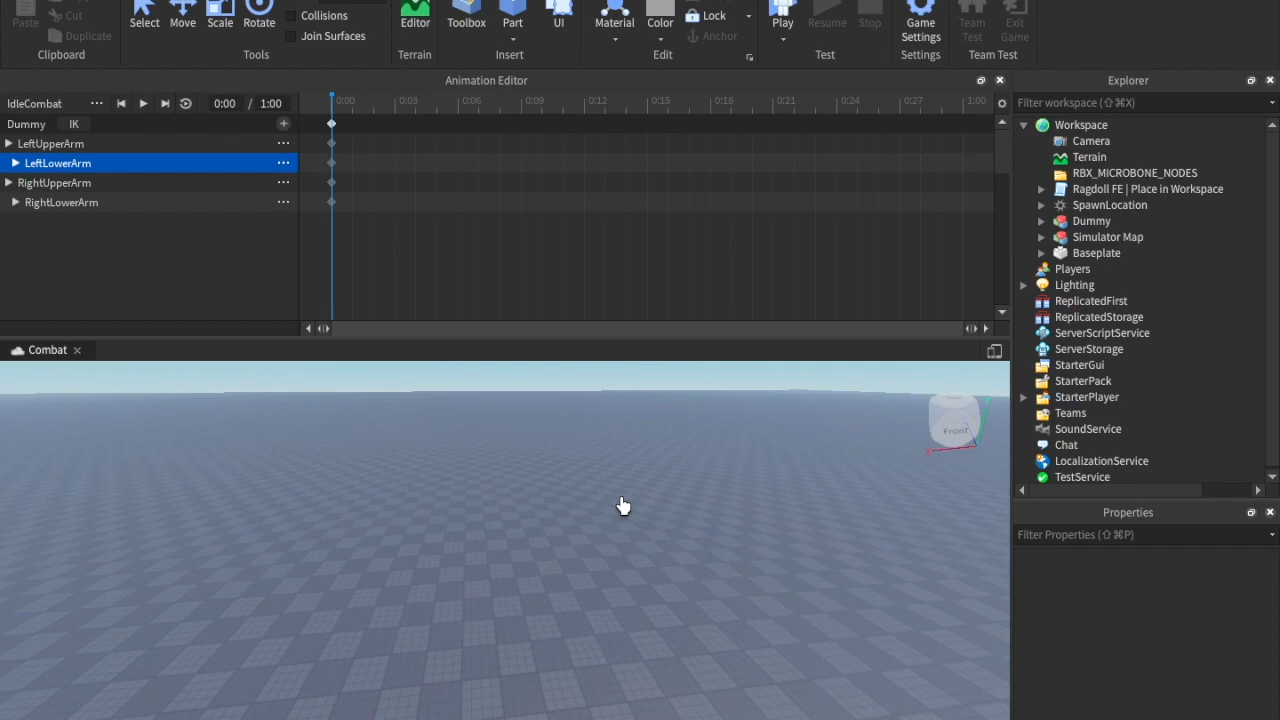 Paste
Cut
Duplicate
Clipboard
Select
Move
Scale
Rotate
Collisions
Join Surfaces
Tools
Editor
Terrain
Toolbox
Part
UI
Insert
Material
Color
Lock
Anchor
Edit
Play
Resume
Stop
Test
Game
Settings
Settings
Team
Test
Exit
Game
Team Test
Animation Editor
IdleCombat
0:00 / 1:00
0:00 0:03 0:06 0:09 0:12 0:15 0:18 0:21 0:24 0:27 1:00
Dummy IK
LeftUpperArm
LeftLowerArm
RightUpperArm
RightLowerArm
Combat
Front
X
Explorer
Filter workspace (⇧⌘X)
Workspace
Camera
Terrain
RBX_MICROBONE_NODES
Ragdoll FE | Place in Workspace
SpawnLocation
Dummy
Simulator Map
Baseplate
Players
Lighting
ReplicatedFirst
ReplicatedStorage
ServerScriptService
ServerStorage
StarterGui
StarterPack
StarterPlayer
Teams
SoundService
Chat
LocalizationService
TestService
Properties
Filter Properties (⇧⌘P)